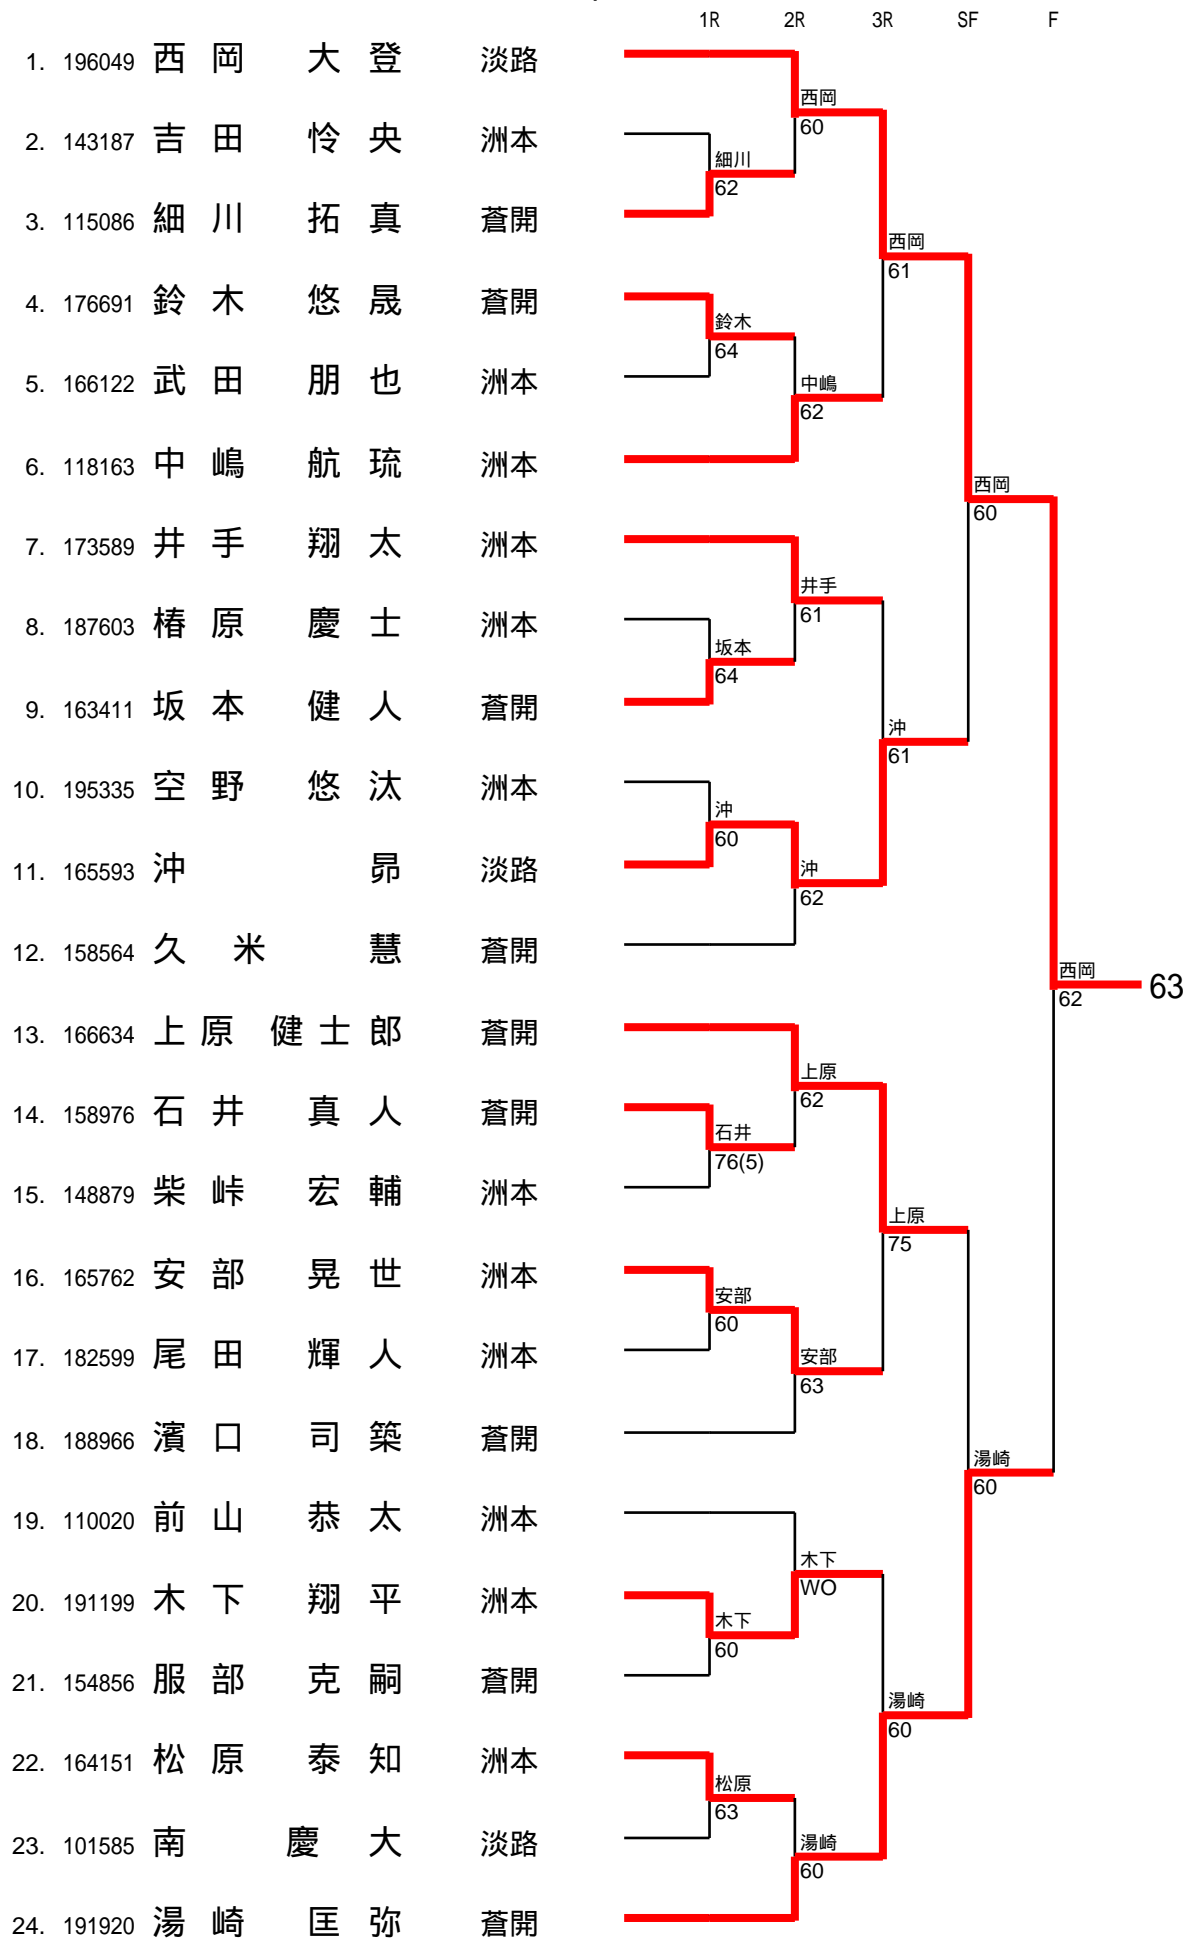 1R 2R 3R SF F
1. 196049 西岡 大登 淡路
西岡
60
2. 143187 吉田 怜央 洲本
細川
62
3. 115086 細川 拓真 蒼開
西岡
61
4. 176691 鈴木 悠晟 蒼開
鈴木
64
5. 166122 武田 朋也 洲本
中嶋
62
6. 118163 中嶋 航琉 洲本
西岡
60
7. 173589 井手 翔太 洲本
井手
61
8. 187603 椿原 慶士 洲本
坂本
64
9. 163411 坂本 健人 蒼開
沖
61
10. 195335 空野 悠汰 洲本
沖
60
11. 165593 沖 昴 淡路
沖
62
12. 158564 久米 慧 蒼開
西岡
62 63
13. 166634 上原 健士郎 蒼開
上原
62
14. 158976 石井 真人 蒼開
石井
76(5)
15. 148879 柴峠 宏輔 洲本
上原
75
16. 165762 安部 晃世 洲本
安部
60
17. 182599 尾田 輝人 洲本
安部
63
18. 188966 濱口 司築 蒼開
湯崎
60
19. 110020 前山 恭太 洲本
木下
WO
20. 191199 木下 翔平 洲本
木下
60
21. 154856 服部 克嗣 蒼開
湯崎
60
22. 164151 松原 泰知 洲本
松原
63
23. 101585 南 慶大 淡路
湯崎
60
24. 191920 湯崎 匡弥 蒼開